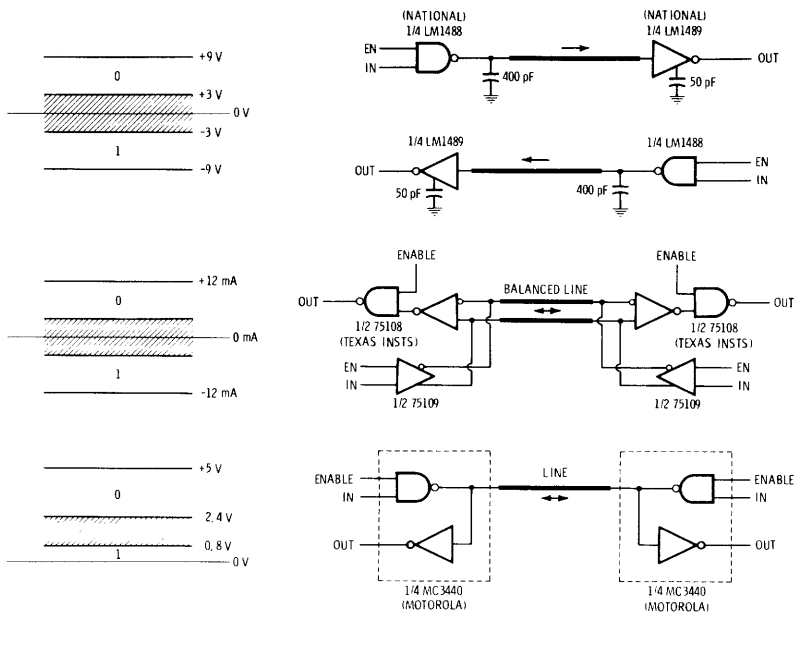 (NATIONAL)
1/4 LM1488
(NATIONAL)
1/4 LM1489
+9 V
0
+3 V
0 V
-3 V
1
-9 V
EN
IN
400 pF
50 pF
OUT
1/4 LM1489
1/4 LM1488
OUT
50 pF
400 pF
EN
IN
+12 mA
0
0 mA
1
-12 mA
ENABLE
ENABLE
OUT
BALANCED LINE
OUT
1/2 75108
(TEXAS INSTS)
1/2 75108
(TEXAS INSTS)
EN
IN
1/2 75109
EN
IN
1/2 75109
+5 V
0
2,4 V
0,8V
1
0 V
ENABLE
IN
LINE
ENABLE
IN
OUT
OUT
1/4 MC3440
(MOTOROLA)
1/4 MC3440
(MOTOROLA)